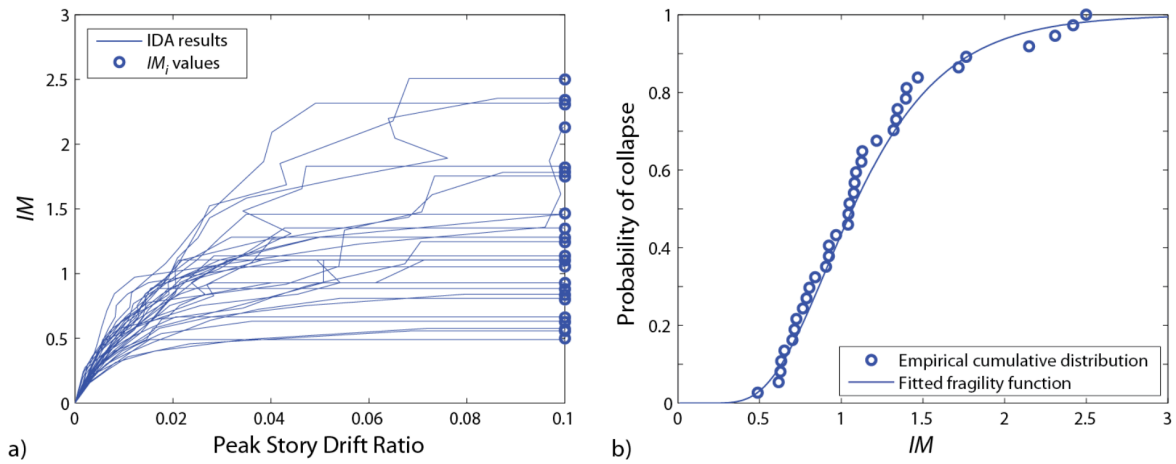 3
2.5
2
1.5
1
0.5
0
IM
IDA results
IMi values
0 0.02 0.04 0.06 0.08 0.1
Peak Story Drift Ratio
a)
1
0.8
0.6
0.4
0.2
0
Probability of collapse
Empirical cumulative distribution
Fitted fragility function
0 0.5 1 1.5 2 2.5 3
IM
b)